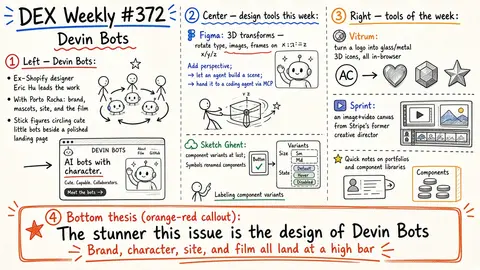 DEX Weekly #372
Devin Bots
1 Left — Devin Bots:
• Ex-Shopify designer
Eric Hu leads the work
• With Porto Rocha: brand,
mascots, site, and the film
• Stick figures circling cute
little bots beside a polished
landing page
DEVIN BOTS
About
Film
GitHub
AI bots with
character.
Cute. Capable. Collaborators.
Meet the bots →
2 Center — design tools this week:
Figma: 3D transforms —
rotate type, images, frames on
x/y/z
Add perspective;
→ let an agent build a scene;
→ hand it to a coding agent via MCP
Sketch Ghent:
component variants at last;
Symbols renamed components
Button
Variants
Size
Sm
Md
State
Default
Hover
Disabled
Labeling component variants
3 Right — tools of the week:
Vitrum:
turn a logo into glass/metal
3D icons, all in-browser
AC
Sprint:
an image+video canvas
from Stripe's former
creative director
Quick notes on portfolios
and component libraries
Components
4 Bottom thesis (orange-red callout):
The stunner this issue is the design of Devin Bots
Brand, character, site, and film all land at a high bar